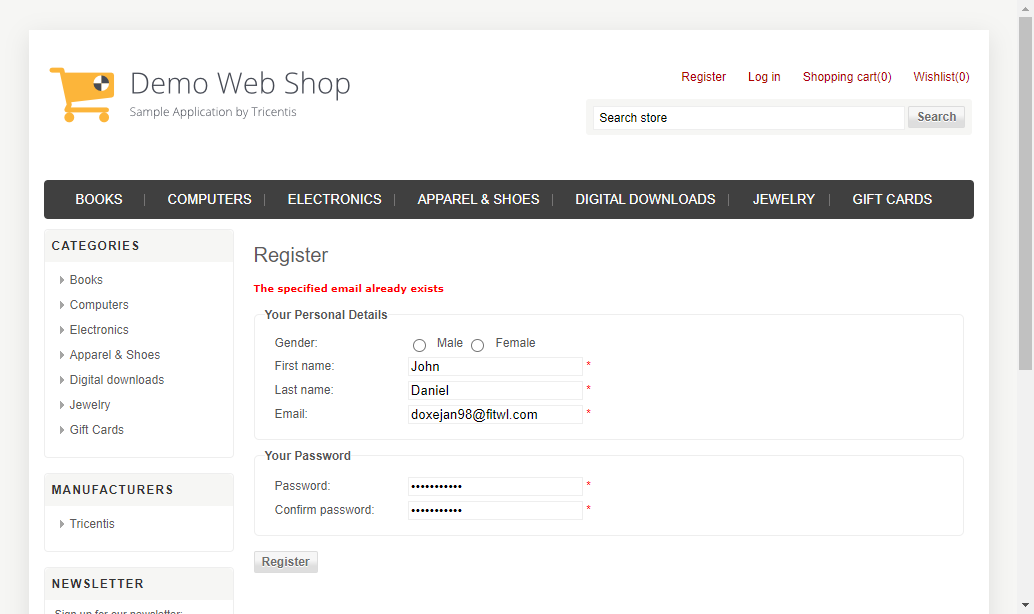 Demo Web Shop
Sample Application by Tricentis
Register Log in Shopping cart(0) Wishlist(0)
Search store Search
BOOKS COMPUTERS ELECTRONICS APPAREL & SHOES DIGITAL DOWNLOADS JEWELRY GIFT CARDS
CATEGORIES
Books
Computers
Electronics
Apparel & Shoes
Digital downloads
Jewelry
Gift Cards
MANUFACTURERS
Tricentis
NEWSLETTER
Sign up for our newsletter:
Register
The specified email already exists
Your Personal Details
Gender: Male Female
First name: John *
Last name: Daniel *
Email: doxejan98@fitwl.com *
Your Password
Password: ••••••••••• *
Confirm password: ••••••••••• *
Register